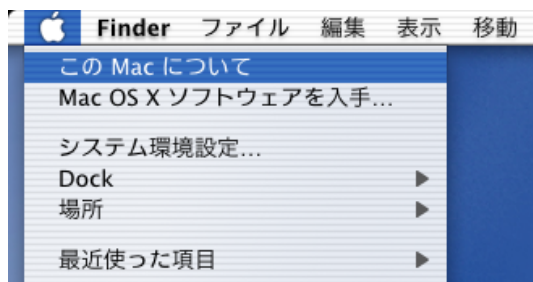 Finder ファイル 編集 表示 移動
この Mac について
Mac OS X ソフトウェアを入手...
システム環境設定...
Dock
場所
最近使った項目